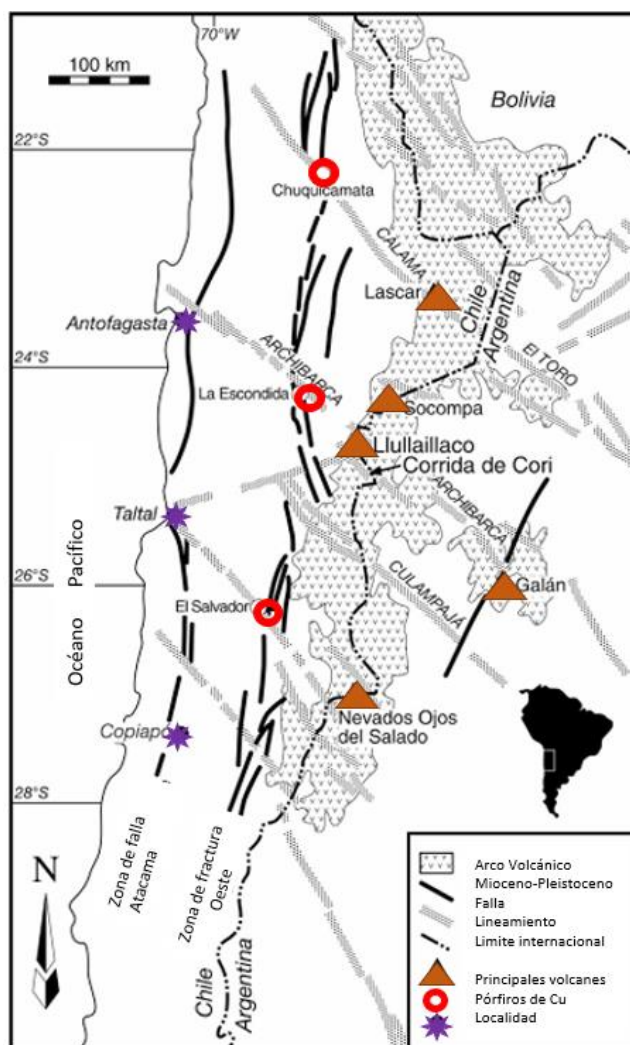 70°W
100 km
Bolivia
22°S
Chuquicamata
CALAMA
Lascar
Chile
Argentina
Antofagasta
EI TORO
24°S
ARCHIBARCA
La Escondida
Socompa
Llullaillaco
Corrida de Cori
ARCHIBARCA
Taltal
Océano Pacífico
CULAMPAJÁ
26°S
Galán
El Salvador
Nevados Ojos
del Salado
Copiapó
28°S
Zona de falla
Atacama
Zona de fractura
Oeste
N
Chile
Argentina
Arco Volcánico
Mioceno-Pleistoceno
Falla
Lineamiento
Limite internacional
Principales volcanes
Pórfiros de Cu
Localidad